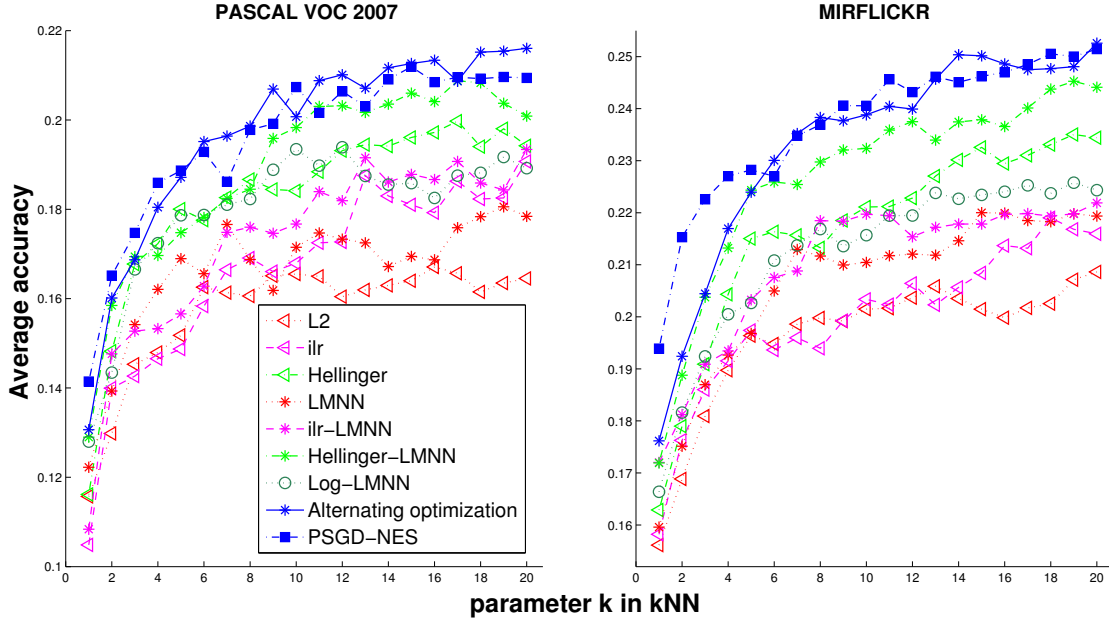 PASCAL VOC 2007
MIRFLICKR
Average accuracy
0.22
0.2
0.18
0.16
0.14
0.12
0.1
0 2 4 6 8 10 12 14 16 18 20
L2
ilr
Hellinger
LMNN
ilr−LMNN
Hellinger−LMNN
Log−LMNN
Alternating optimization
PSGD−NES
0.25
0.24
0.23
0.22
0.21
0.2
0.19
0.18
0.17
0.16
0 2 4 6 8 10 12 14 16 18 20
parameter k in kNN